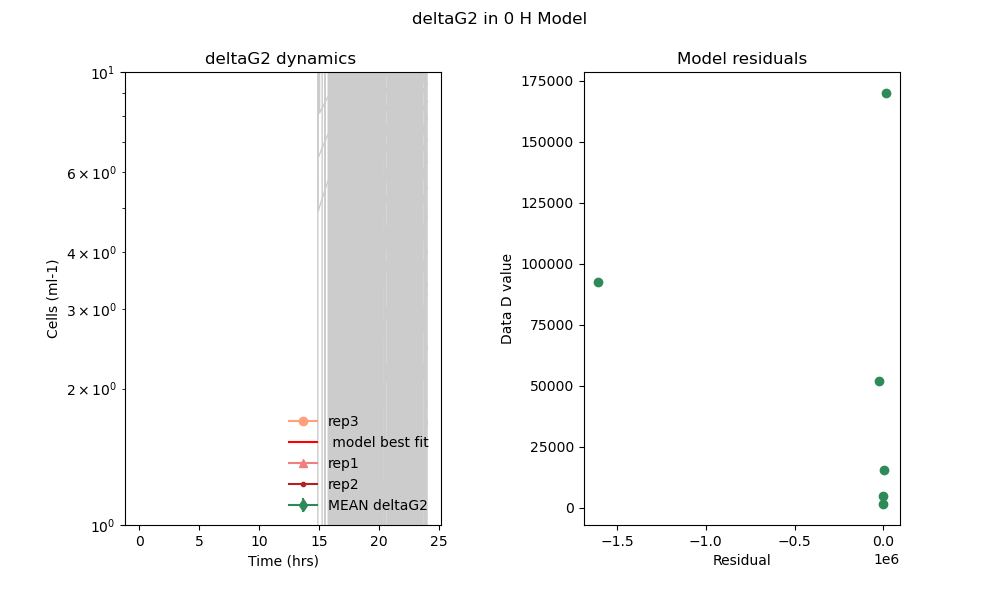 deltaG2 in 0 H Model
deltaG2 dynamics
Cells (ml-1)
10¹
6 × 10⁰
4 × 10⁰
3 × 10⁰
2 × 10⁰
10⁰
rep3
model best fit
rep1
rep2
MEAN deltaG2
0 5 10 15 20 25
Time (hrs)
Model residuals
Data D value
175000
150000
125000
100000
75000
50000
25000
0
−1.5 −1.0 −0.5 0.0
1e6
Residual